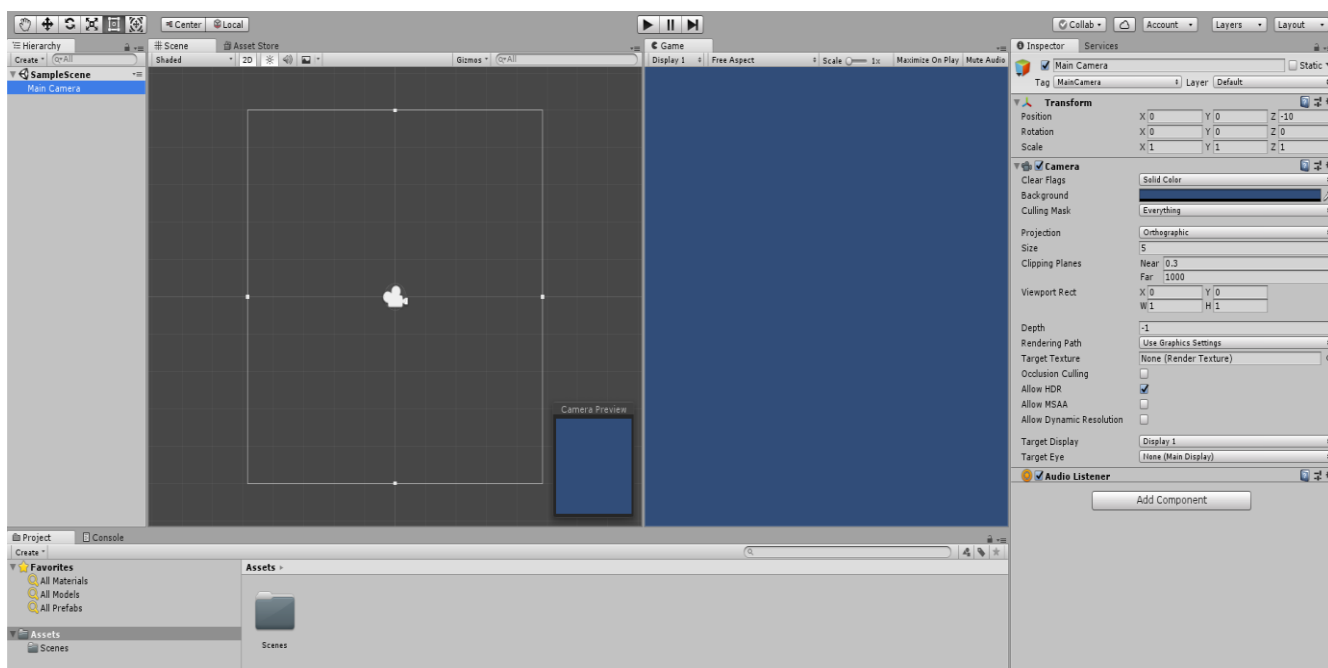 Center Local
Collab Account Layers Layout
Hierarchy
Create All
SampleScene
Main Camera
Scene Asset Store
Shaded 2D Gizmos All
Camera Preview
Game
Display 1 Free Aspect Scale 1x Maximize On Play Mute Audio
Inspector Services
Main Camera Static
Tag MainCamera Layer Default
Transform
Position X 0 Y 0 Z -10
Rotation X 0 Y 0 Z 0
Scale X 1 Y 1 Z 1
Camera
Clear Flags Solid Color
Background
Culling Mask Everything
Projection Orthographic
Size 5
Clipping Planes Near 0.3
Far 1000
Viewport Rect X 0 Y 0
W 1 H 1
Depth -1
Rendering Path Use Graphics Settings
Target Texture None (Render Texture)
Occlusion Culling
Allow HDR
Allow MSAA
Allow Dynamic Resolution
Target Display Display 1
Target Eye None (Main Display)
Audio Listener
Add Component
Project Console
Create
Favorites
All Materials
All Models
All Prefabs
Assets
Scenes
Assets
Scenes